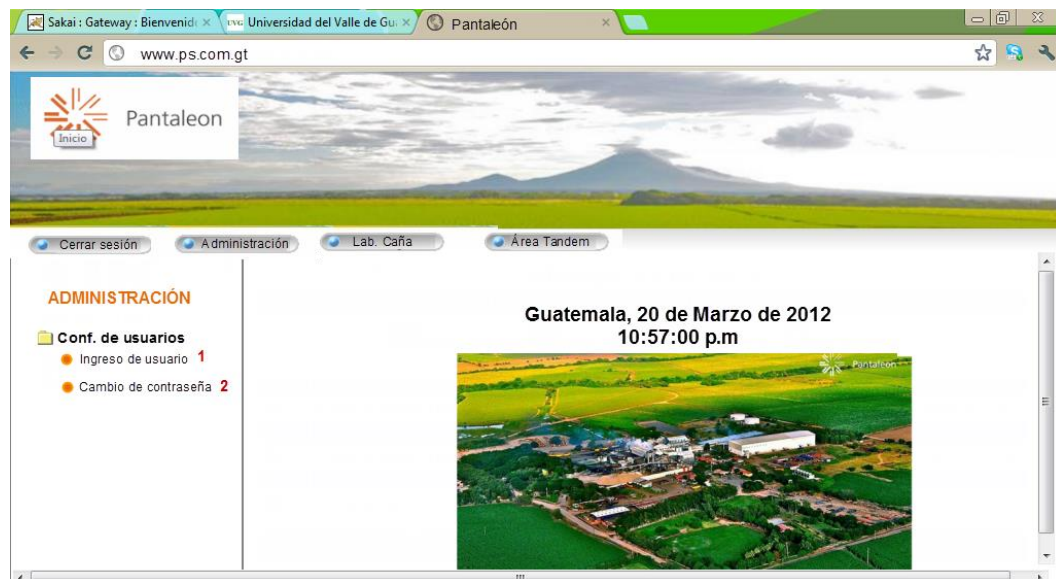 Sakai : Gateway : Bienvenid
UVG Universidad del Valle de Gu
Pantaleón
www.ps.com.gt
Pantaleon
Inicio
Cerrar sesión
Administración
Lab. Caña
Área Tandem
ADMINISTRACIÓN
Conf. de usuarios
Ingreso de usuario 1
Cambio de contraseña 2
Guatemala, 20 de Marzo de 2012
10:57:00 p.m
Pantaleon